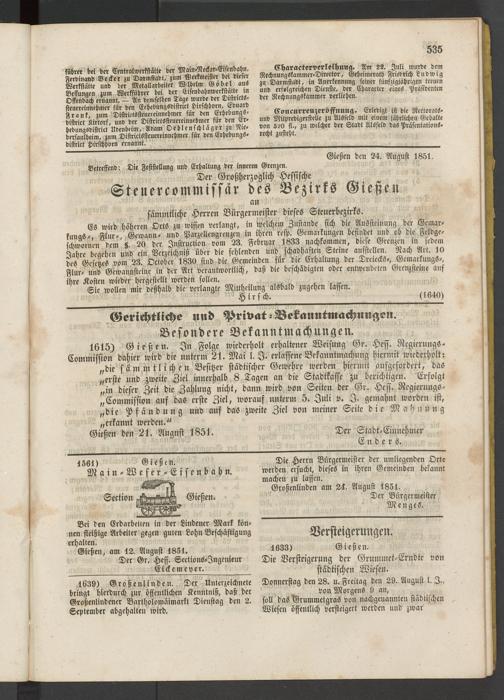 535
führer bei der Centralwerkstätte der Main-Neckar-Eisenbahn.
Ferdinand Becker zu Darmstadt, zum Werkmeister bei dieser
Werkstätte und der Metallarbeiter Wilhelm Göbel aus
zum Werkführer bei der Eisenbahnwerkstätte in
Offenbach ernannt. — An demselben Tage wurde der Districts-
steuereinnehmer für den Erhebungsdistrict Hirschhorn, Eduard
Frank, zum Districtssteuereinnehmer für den Erhebungs-
district und der Districtssteuereinnehmer für den Er-
hebungsdistrict Udenheim, Adam Oedlenschläger zu Nie-
dersaulheim, zum Districtssteuereinnehmer für den Erhebungs-
district Hirschhorn ernannt.
Characterverleihung. Am 22. Juli wurde dem
Rechnungskammer-Director, Geheimerath Friedrich Ludwig
zu Darmstadt, in Anerkennung seiner fünfzigjährigen treuen
und erfolgreichen Dienste, der Character eines Präsidenten
der Rechnungskammer verliehen.
Concurrenzeröffnung. Erledigt ist die Rectorats-
und Mitpredigerstelle zu Alsfeld mit einem jährlichen Gehalte
von 510 fl., zu welcher der Stadt Alsfeld das Präsentations-
recht zusteht.
Gießen den 24. August 1851.
Betreffend: Die Feststellung und Erhaltung der inneren Grenzen.
Der Großherzoglich Hessische
Steuercommissär des Bezirks Gießen
an
sämmtliche Herren Bürgermeister dieses Steuerbezirks.
Es wird höheren Orts zu wissen verlangt, in welchem Zustande sich die Aussteinung der Gemar-
kungs-, Flur-, Gewann- und Parzellengrenzen in ihren resp. Gemarkungen befindet und ob die Feldge-
schwornen dem §. 20 der Instruction vom 23. Februar 1833 nachkommen, diese Grenzen in jedem
Jahre begehen und ein Verzeichniß über die fehlenden und schadhaften Steine aufstellen. Nach Art. 10
des Gesetzes vom 23. October 1830 sind die Gemeinden für die Erhaltung der Dreiecks-, Gemarkungs-,
Flur- und Gewannsteine in der Art verantwortlich, daß die beschädigten oder entwendeten Grenzsteine auf
ihre Kosten wieder hergestellt werden sollen.
Sie wollen mir deshalb die verlangte Mittheilung alsbald zugehen lassen.
Hirsch. (1640)
Gerichtliche und Privat-Bekanntmachungen.
Besondere Bekanntmachungen.
1615) Gießen. In Folge wiederholt erhaltener Weisung Gr. Hess. Regierungs-
Commission dahier wird die unterm 21. Mai l. J. erlassene Bekanntmachung hiermit wiederholt:
„die sämmtlichen Besitzer städtischer Gewehre werden hiermit aufgefordert, das
„erste und zweite Ziel innerhalb 8 Tagen an die Stadtkasse zu berichtigen. Erfolgt
„in dieser Zeit die Zahlung nicht, dann wird von Seiten der Gr. Hess. Regierungs-
„Commission auf das erste Ziel, worauf unterm 5. Juli v. J. gemahnt worden ist,
„die Pfändung und auf das zweite Ziel von meiner Seite die Mahnung
„erkannt werden.“
Gießen den 21. August 1851. Der Stadt-Einnehmer
Enders.
1561) Gießen.
Main-Weser-Eisenbahn.
Section Gießen.
Bei den Erdarbeiten in der Lindener Mark kön-
nen fleißige Arbeiter gegen guten Lohn Beschäftigung
erhalten.
Gießen, am 12. August 1851.
Der Gr. Hess. Sections-Ingenieur
Eickemeyer.
1639) Großenlinden. Der Unterzeichnete
bringt hierdurch zur öffentlichen Kenntniß, daß der
Großenlindener Bartholomäimarkt Dienstag den 2.
September abgehalten wird.
Die Herrn Bürgermeister der umliegenden Orte
werden ersucht, dieses in ihren Gemeinden bekannt
machen zu lassen.
Großenlinden am 24. August 1851.
Der Bürgermeister
Menges.
Versteigerungen.
1633) Gießen.
Die Versteigerung der Grummet-Erndte von
städtischen Wiesen.
Donnerstag den 28. u. Freitag den 29. August l. J.,
von Morgens 9 an,
soll das Grummetgras von nachgenannten städtischen
Wiesen öffentlich versteigert werden und zwar